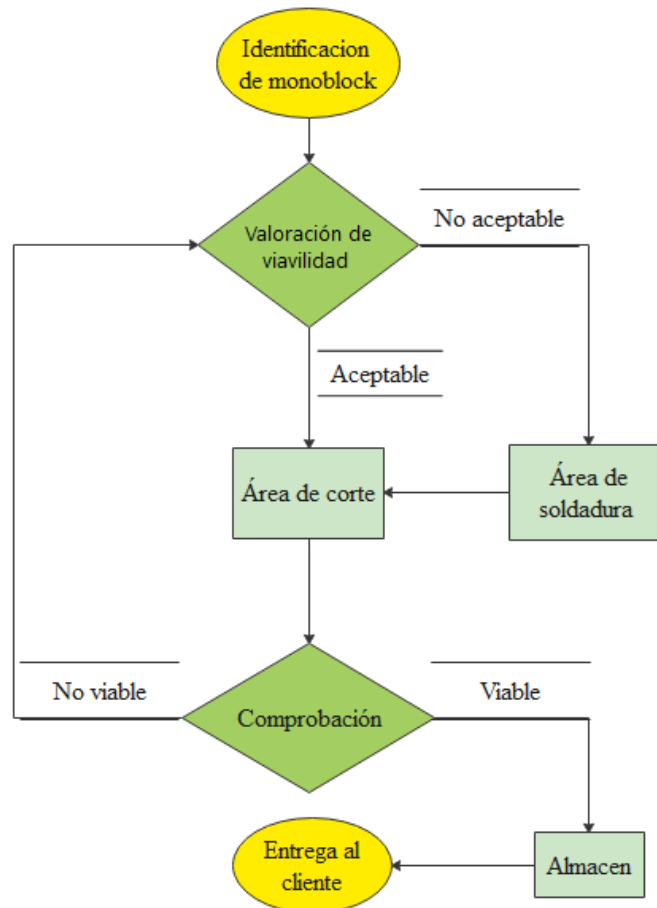 Identificacion
de monoblock
Valoración de
viavilidad
No aceptable
Aceptable
Área de corte
Área de
soldadura
No viable
Comprobación
Viable
Entrega al
cliente
Almacen